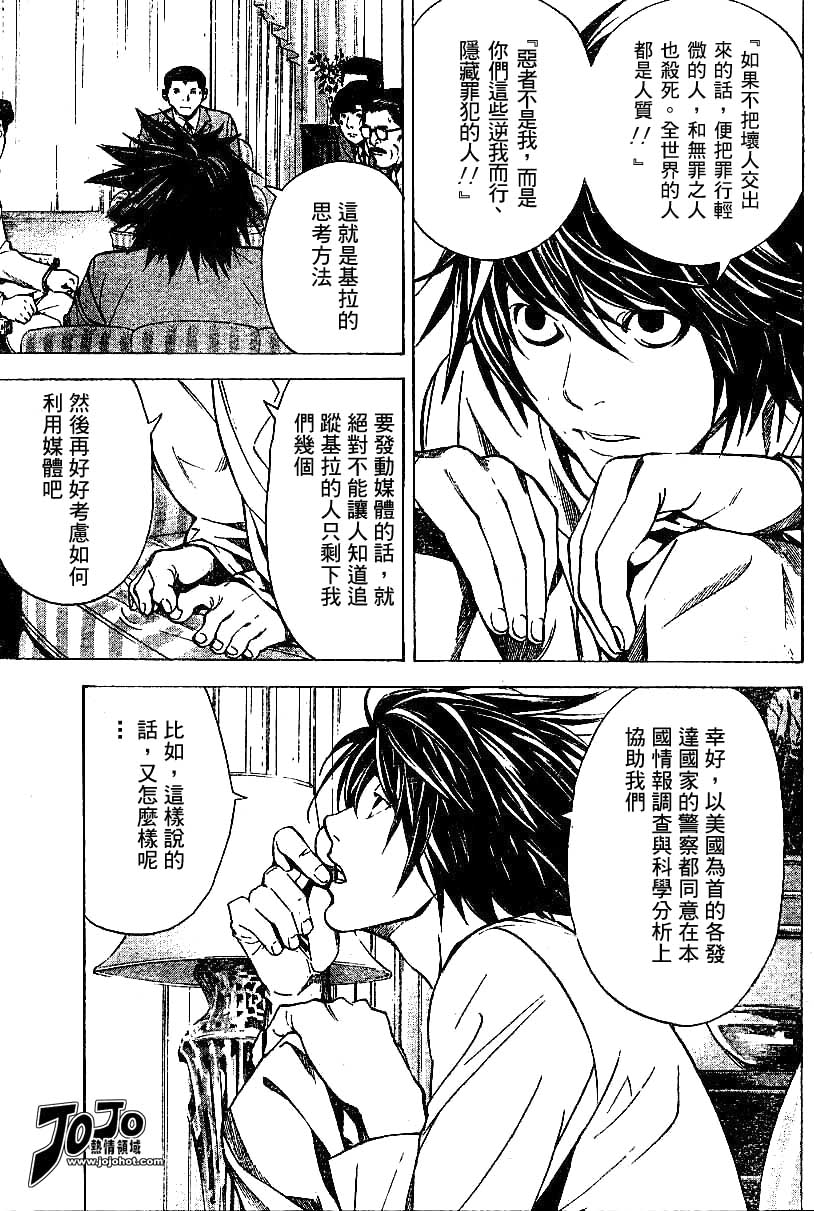 『如果不把壞人交出
來的話，便把罪行輕
微的人，和無罪之人
也殺死。全世界的人
都是人質!!』
『惡者不是我，而是
你們這些逆我而行、
隱藏罪犯的人!!』
這就是基拉的
思考方法
要發動媒體的話，就
絕對不能讓人知道追
蹤基拉的人只剩下我
們幾個
然後再好好考慮如何
利用媒體吧
幸好，以美國為首的各發
達國家的警察都同意在本
國情報調查與科學分析上
協助我們
比如，這樣說的
話，又怎麼樣呢
…
JOJO
熱情領域
www.jojohot.com